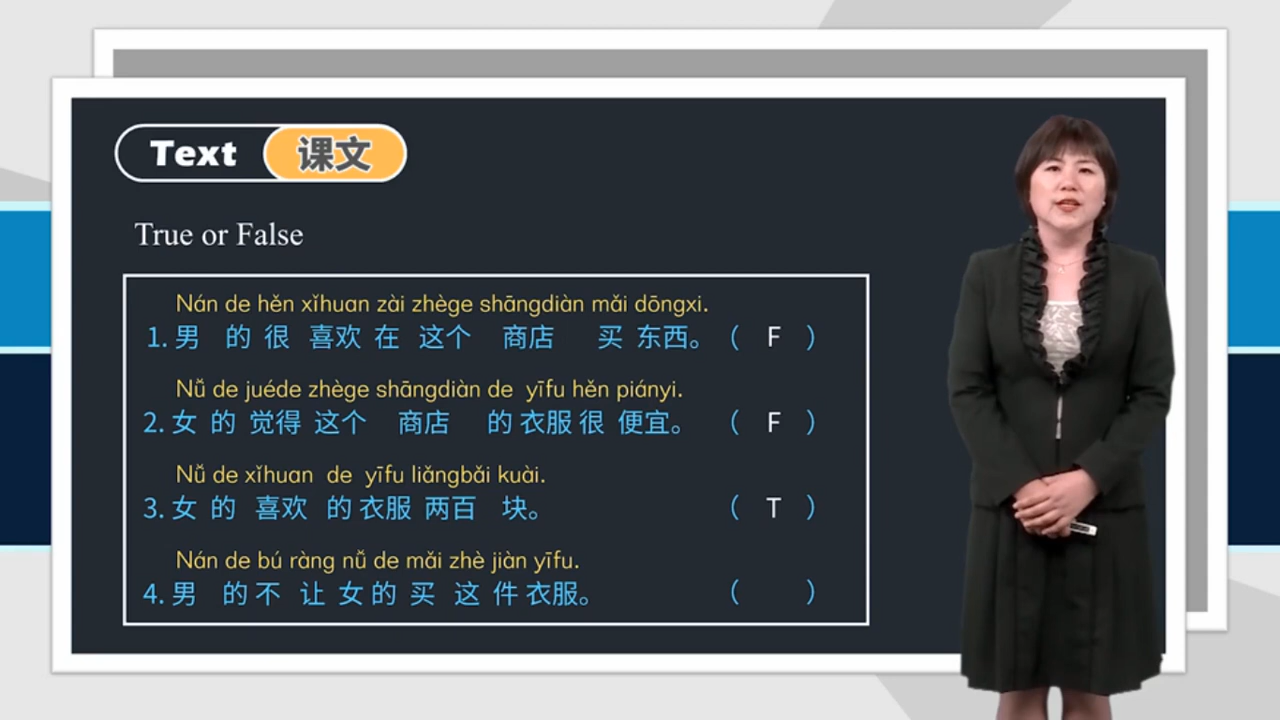 Text 课文
True or False
Nán de hěn xǐhuan zài zhège shāngdiàn mǎi dōngxi.
1. 男 的 很 喜欢 在 这个 商店 买 东西。 ( F )
Nǚ de juéde zhège shāngdiàn de yīfu hěn piányi.
2. 女 的 觉得 这个 商店 的 衣服 很 便宜。 ( F )
Nǚ de xǐhuan de yīfu liǎngbǎi kuài.
3. 女 的 喜欢 的 衣服 两百 块。 ( T )
Nán de bú ràng nǚ de mǎi zhè jiàn yīfu.
4. 男 的 不 让 女 的 买 这 件 衣服。 ( )